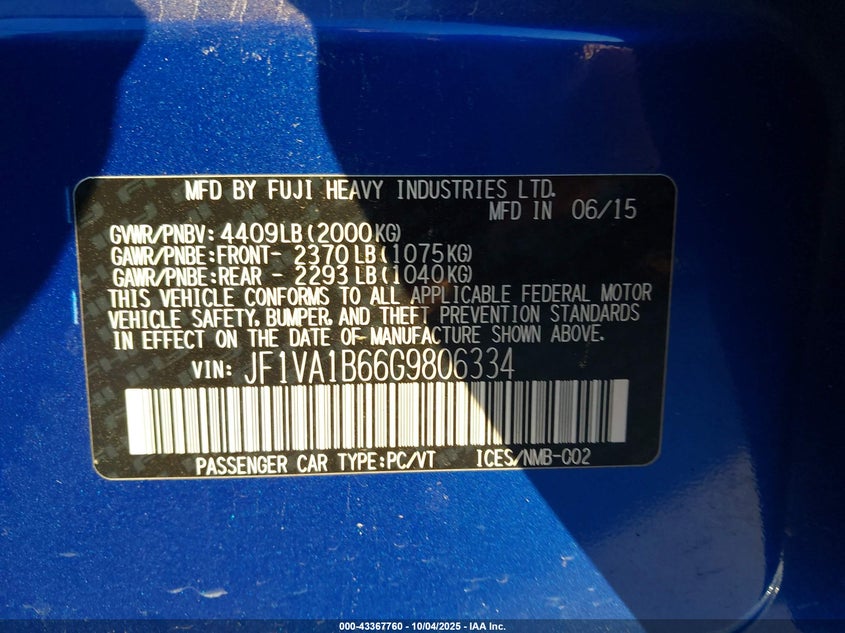 MFD BY FUJI HEAVY INDUSTRIES LTD.
MFD IN 06/15
GVWR/PNBV: 4409LB(2000KG)
GAWR/PNBE:FRONT- 2370LB(1075KG)
GAWR/PNBE:REAR - 2293LB(1040KG)
THIS VEHICLE CONFORMS TO ALL APPLICABLE FEDERAL MOTOR
VEHICLE SAFETY, BUMPER, AND THEFT PREVENTION STANDARDS
IN EFFECT ON THE DATE OF MANUFACTURE SHOWN ABOVE.
VIN: JF1VA1B66G9806334
PASSENGER CAR TYPE:PC/VT ICES/NMB-002
000-43367760 - 10/04/2025 - IAA Inc.